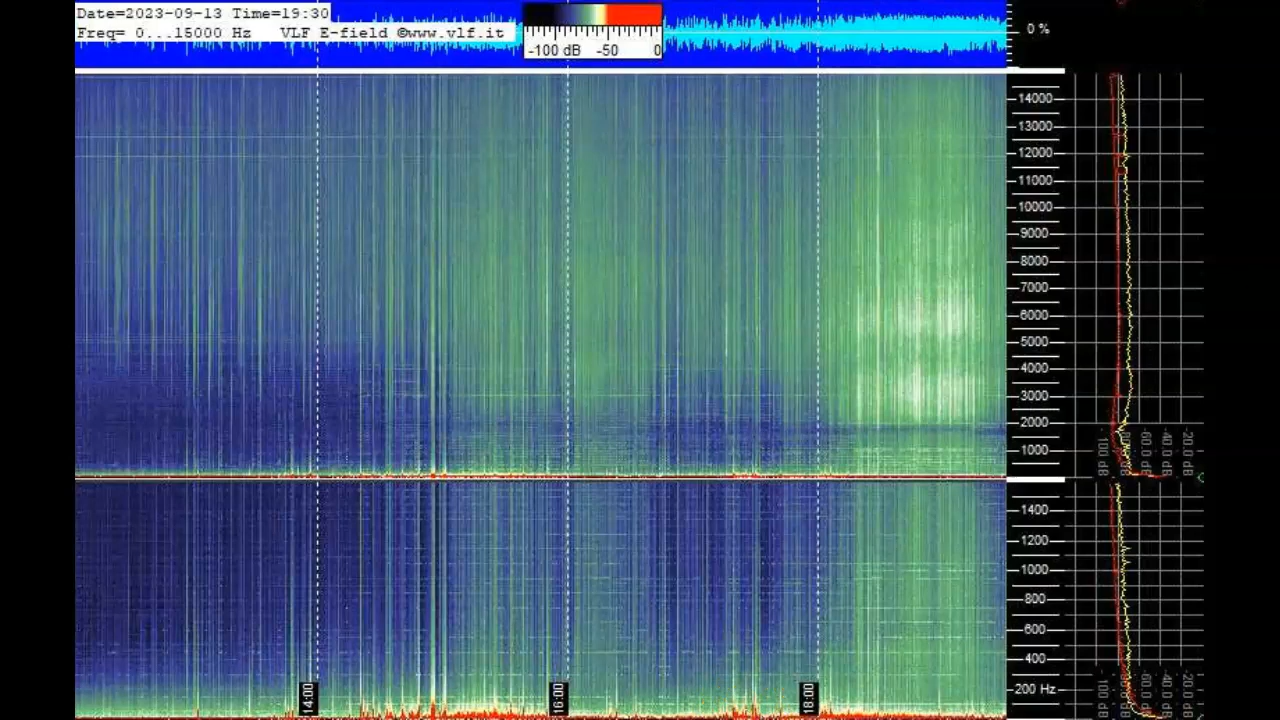 Date=2023-09-13 Time=19:30
Freq= 0...15000 Hz   VLF E-field ©www.vlf.it
-100 dB -50 0
0 %
14000
13000
12000
11000
10000
9000
8000
7000
6000
5000
4000
3000
2000
1000
-100 dB
-60.0 dB
-40.0 dB
-20.0 dB
1400
1200
1000
800
600
400
200 Hz
-100 dB
-60.0 dB
-40.0 dB
-20.0 dB
14:00
16:00
18:00